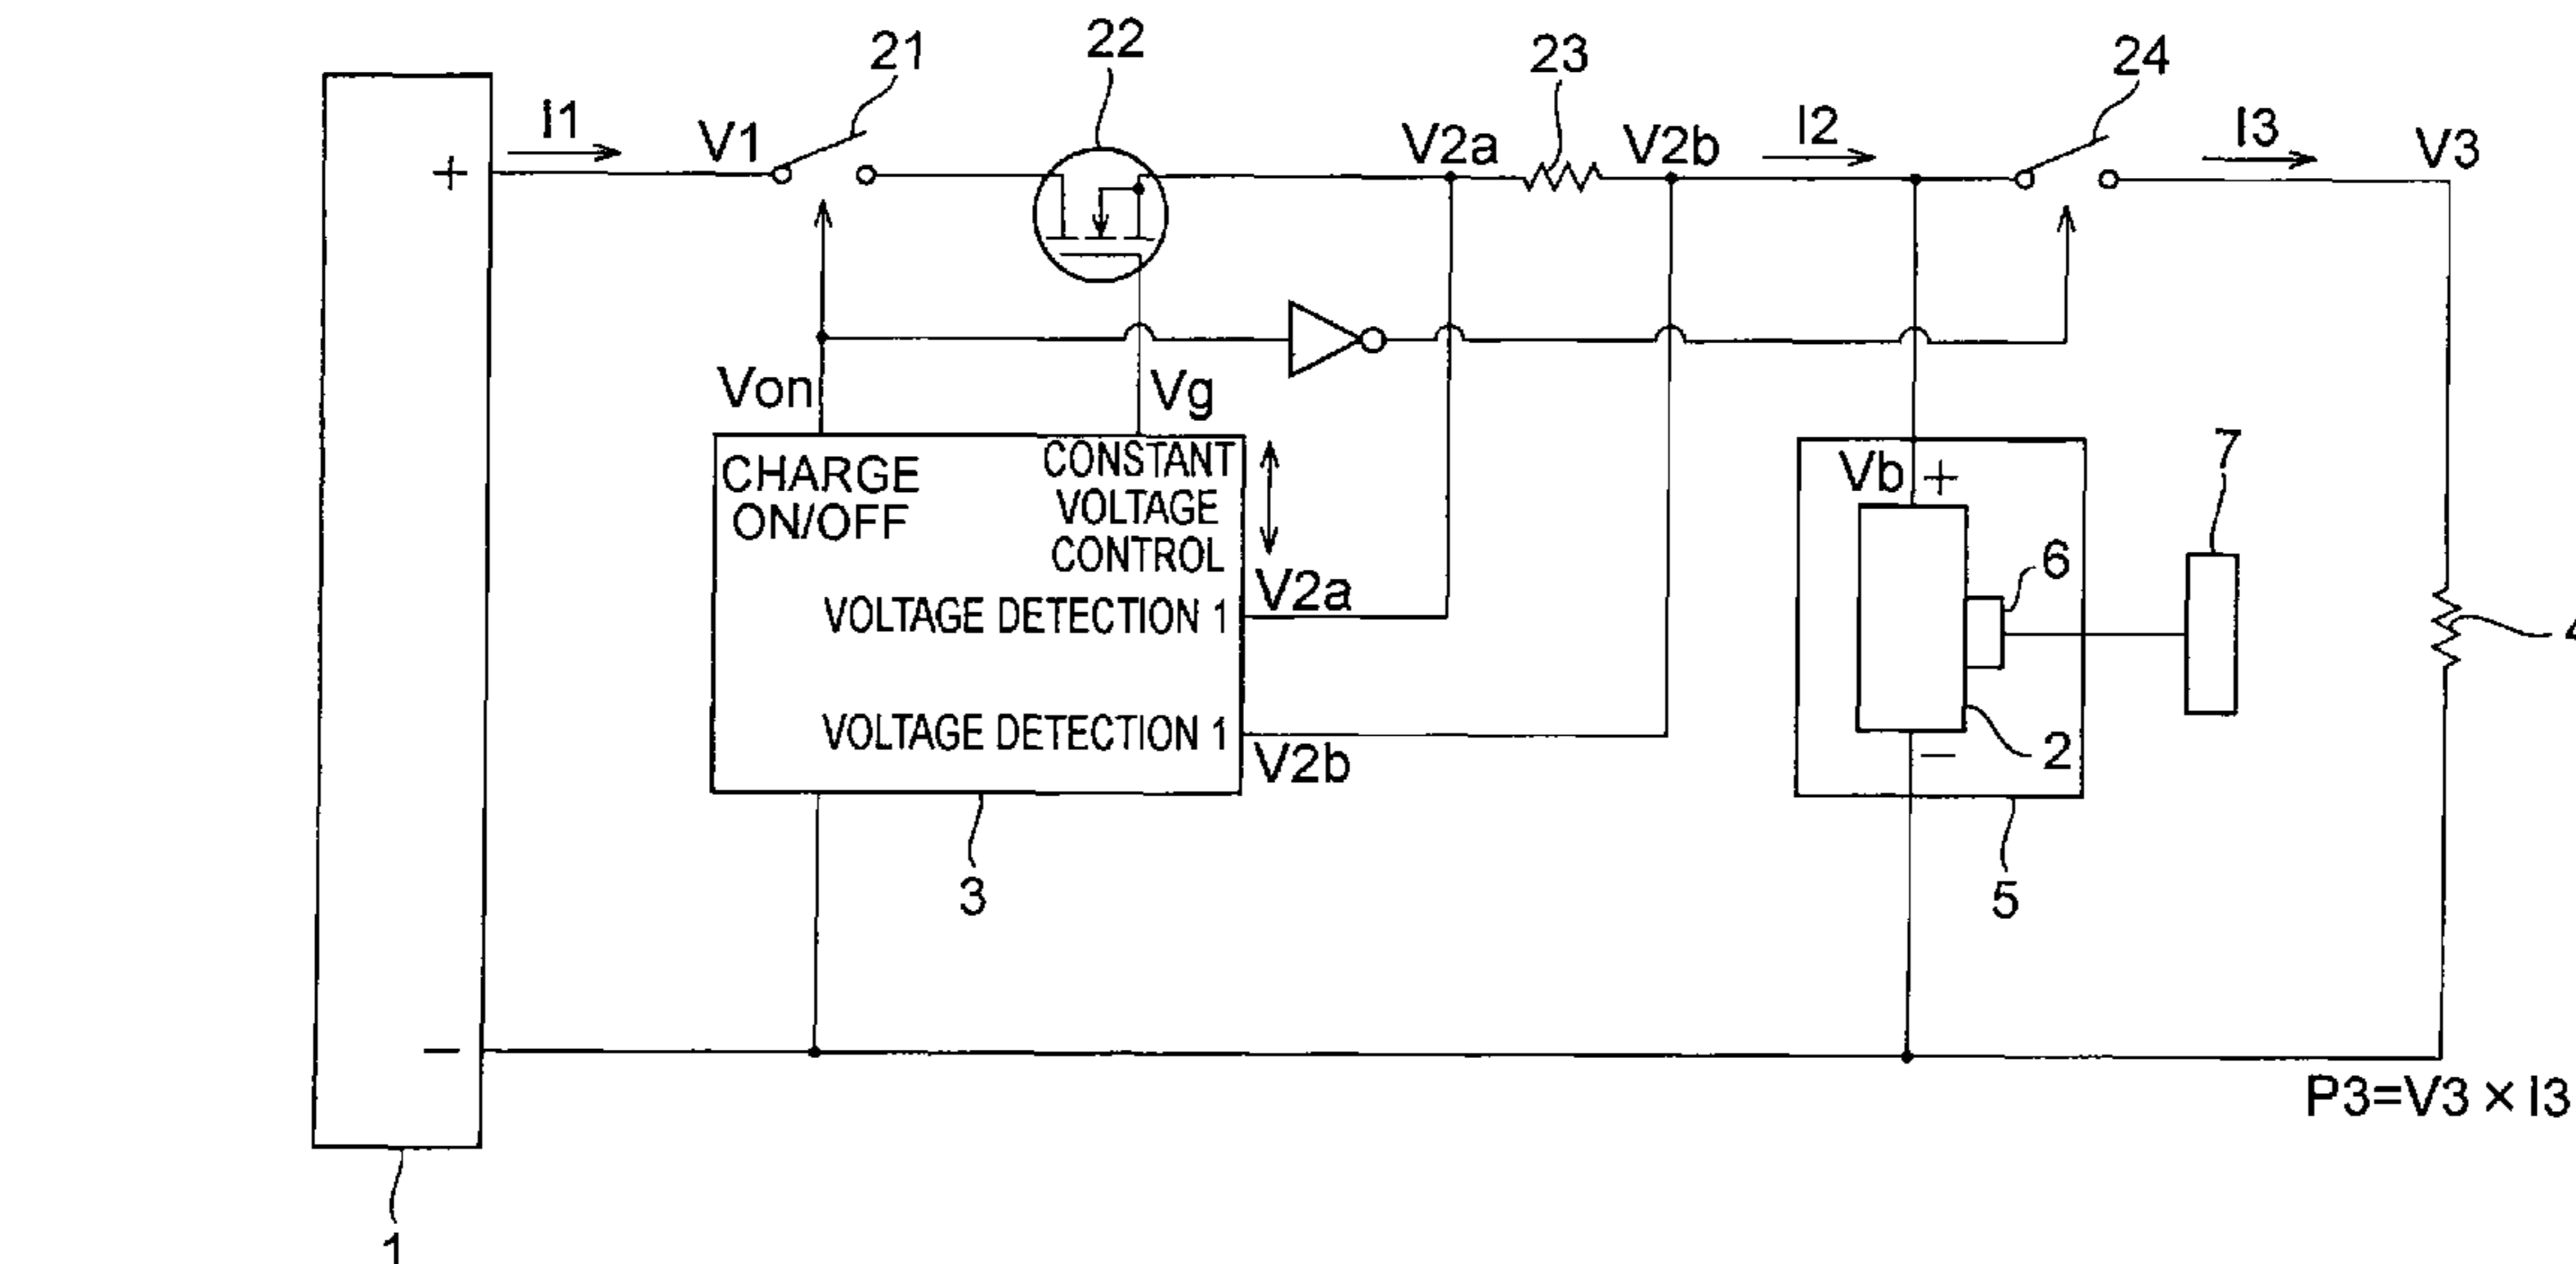 21
22
23
24
I1
V1
V2a
V2b
I2
I3
V3
Von
Vg
CHARGE
ON/OFF
CONSTANT
VOLTAGE
CONTROL
V2a
VOLTAGE DETECTION 1
VOLTAGE DETECTION 1
V2b
Vb
+
6
7
2
−
4
+
−
3
5
P3=V3×I3
1